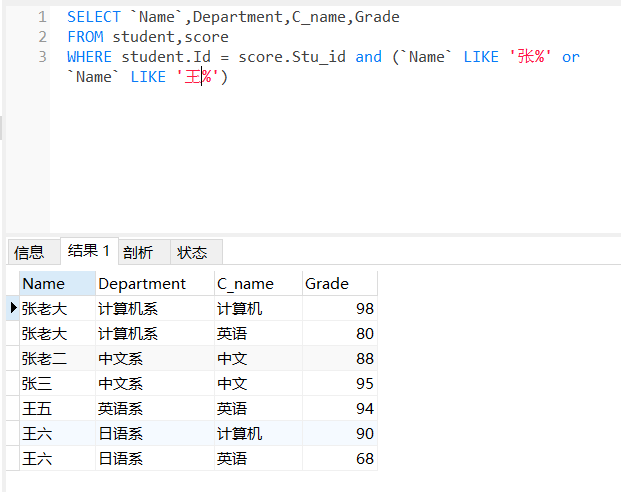 1 SELECT `Name`,Department,C_name,Grade
2 FROM student,score
3 WHERE student.Id = score.Stu_id and (`Name` LIKE '张%' or
`Name` LIKE '王%')
信息 结果 1 剖析 状态
Name Department C_name Grade
张老大 计算机系 计算机 98
张老大 计算机系 英语 80
张老二 中文系 中文 88
张三 中文系 中文 95
王五 英语系 英语 94
王六 日语系 计算机 90
王六 日语系 英语 68